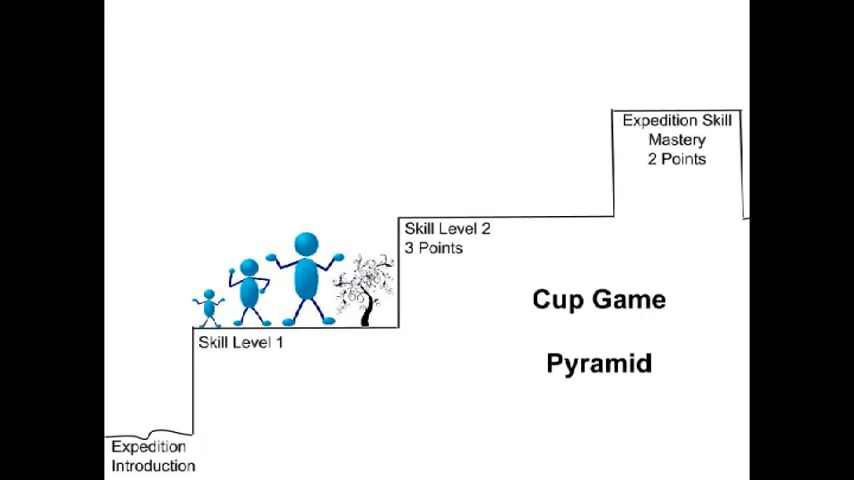 Expedition Skill
Mastery
2 Points
Skill Level 2
3 Points
Cup Game
Pyramid
Skill Level 1
Expedition
Introduction